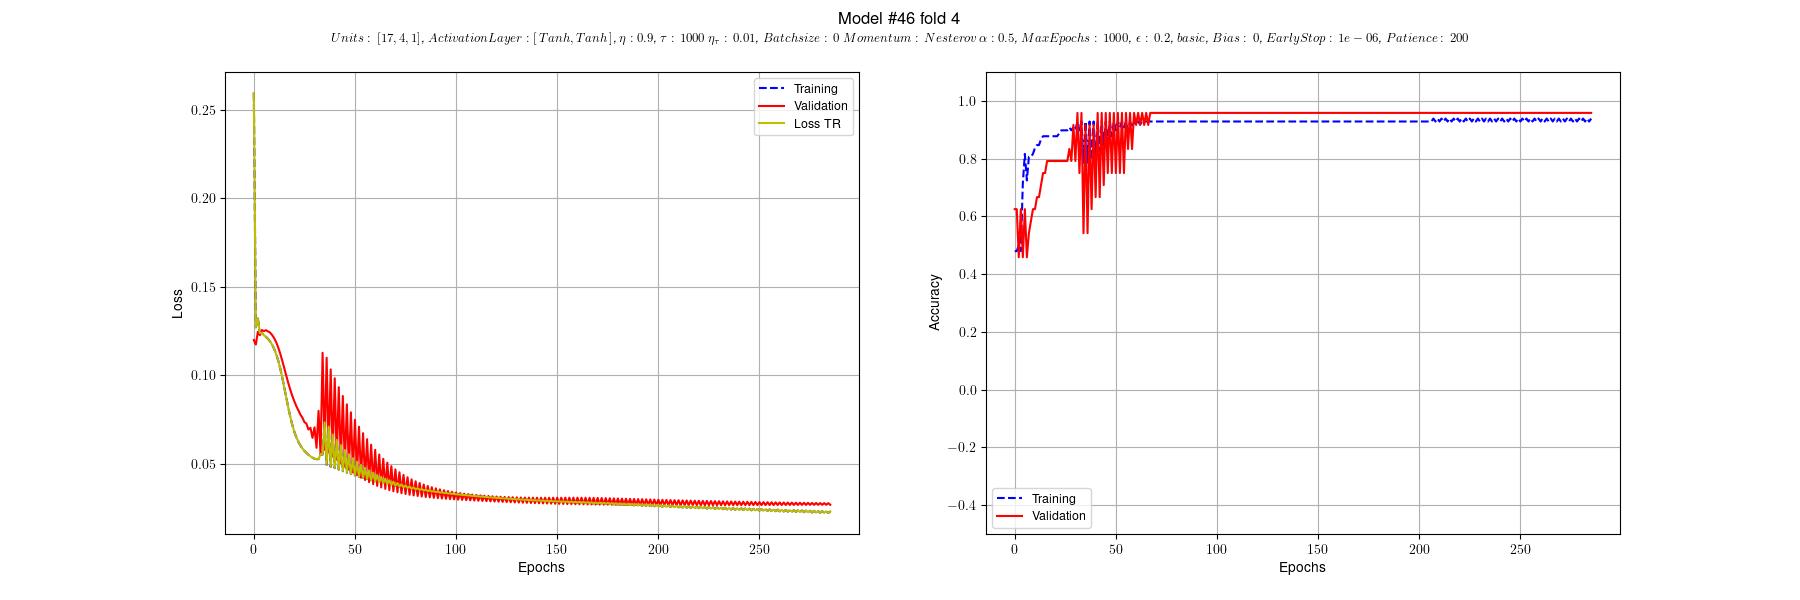 Model #46 fold 4
Units : [17, 4, 1], ActivationLayer : [Tanh, Tanh], η : 0.9, τ : 1000 η_τ : 0.01, Batchsize : 0 Momentum : Nesterov α : 0.5, MaxEpochs : 1000, ϵ : 0.2, basic, Bias : 0, EarlyStop : 1e − 06, Patience : 200
Loss
0.25
0.20
0.15
0.10
0.05
0 50 100 150 200 250
Epochs
Training
Validation
Loss TR
Accuracy
1.0
0.8
0.6
0.4
0.2
0.0
−0.2
−0.4
0 50 100 150 200 250
Epochs
Training
Validation